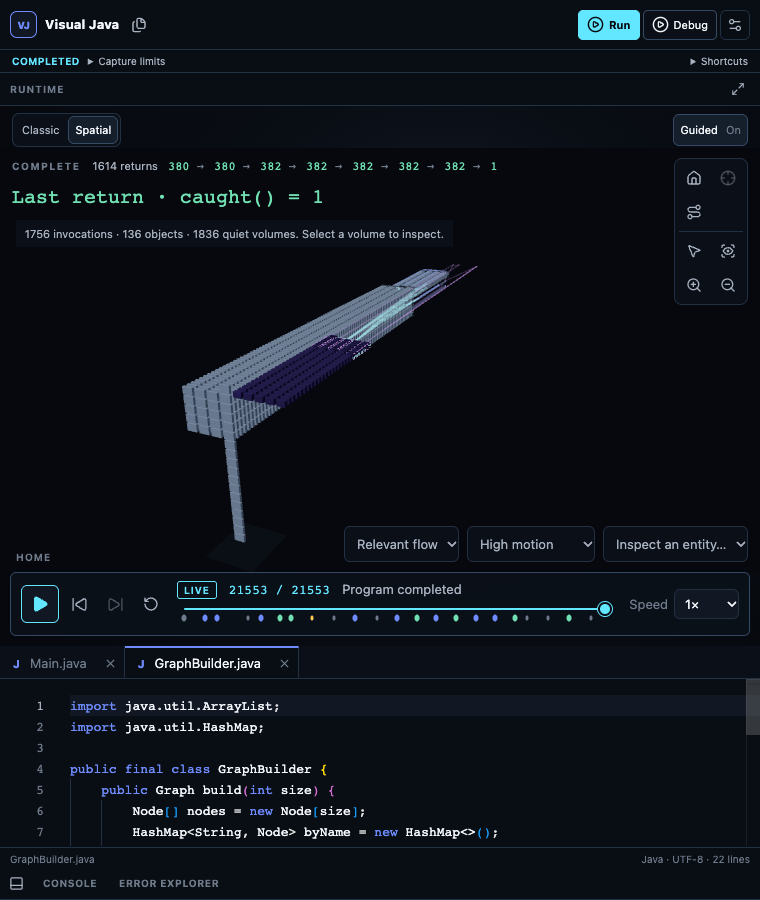 VJ Visual Java Run Debug
COMPLETED ▶ Capture limits ▶ Shortcuts
RUNTIME
Classic Spatial Guided On
COMPLETE 1614 returns 380 → 380 → 382 → 382 → 382 → 382 → 382 → 1
Last return · caught() = 1
1756 invocations · 136 objects · 1836 quiet volumes. Select a volume to inspect.
HOME Relevant flow High motion Inspect an entity...
LIVE 21553 / 21553 Program completed
Speed 1×
J Main.java × J GraphBuilder.java ×
1 import java.util.ArrayList;
2 import java.util.HashMap;
3
4 public final class GraphBuilder {
5 public Graph build(int size) {
6 Node[] nodes = new Node[size];
7 HashMap<String, Node> byName = new HashMap<>();
GraphBuilder.java Java · UTF-8 · 22 lines
CONSOLE ERROR EXPLORER